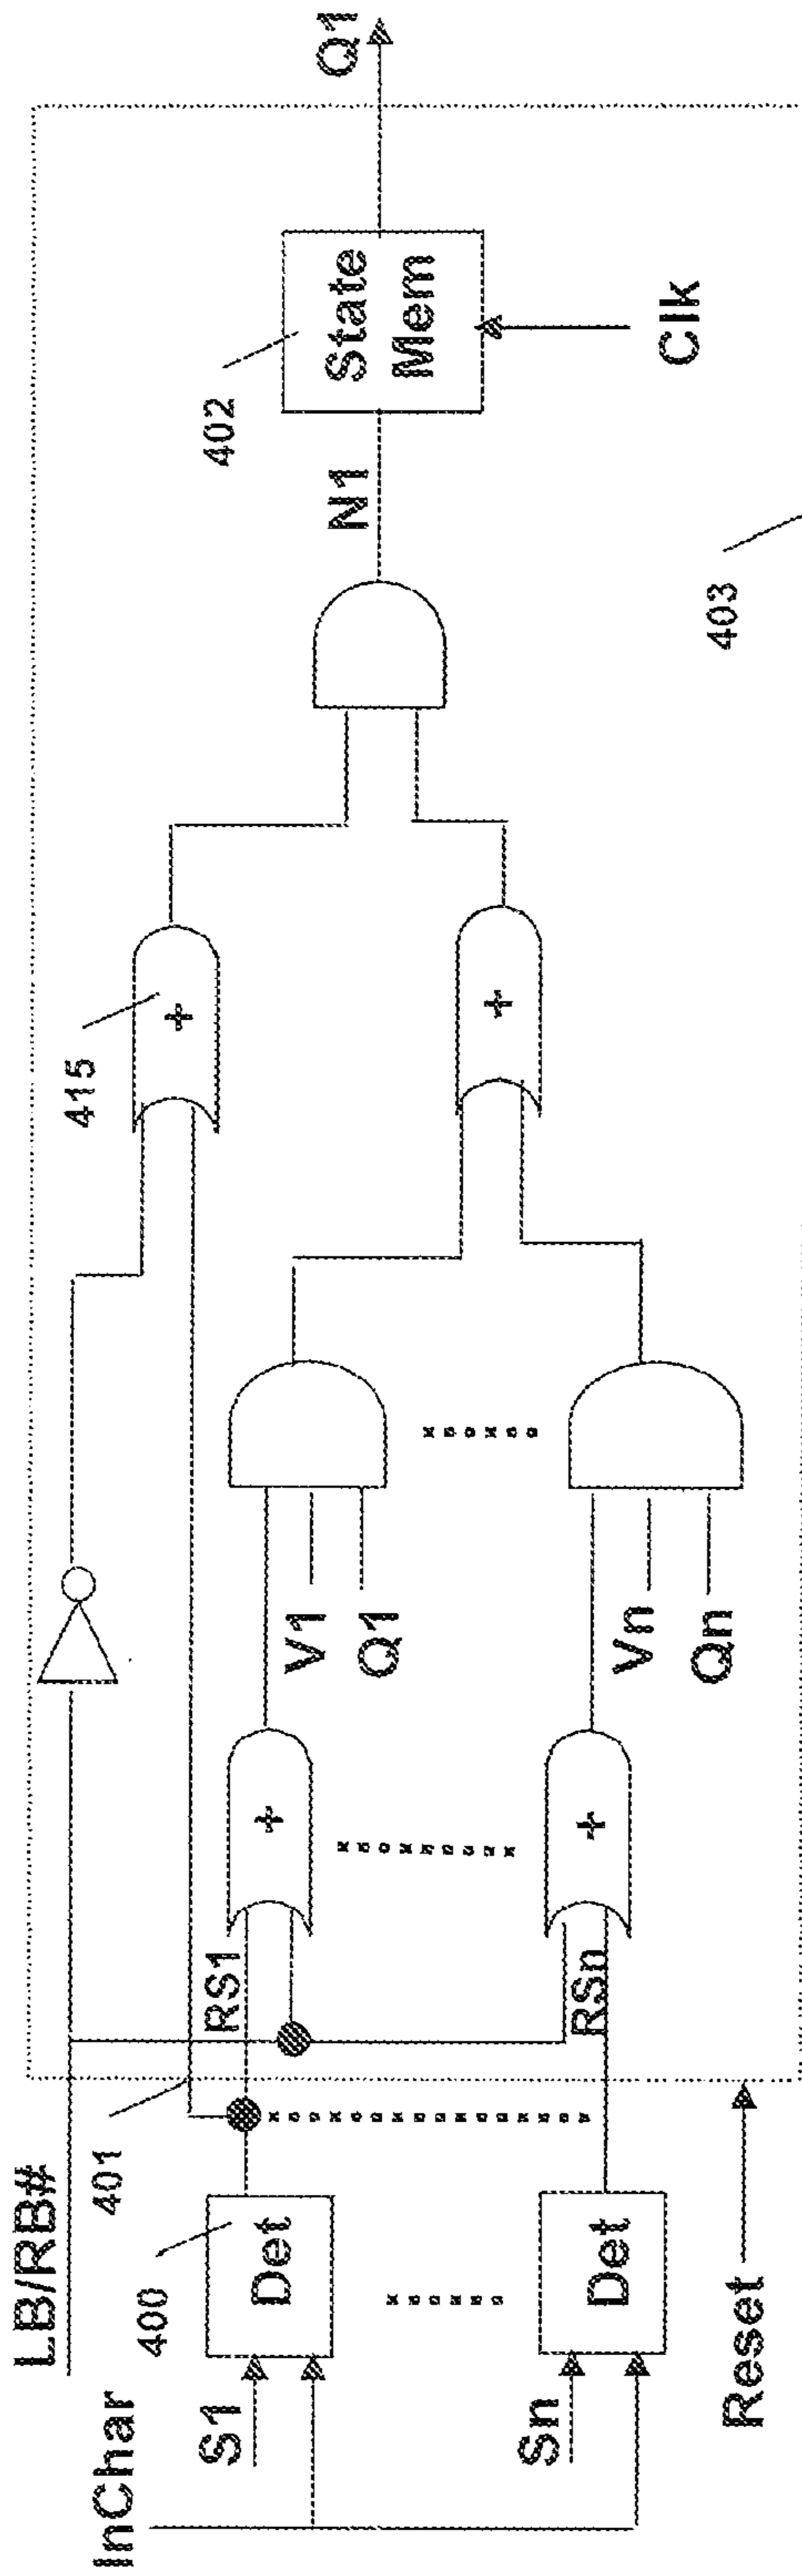 InChar
LB/RB#
S1
Sn
Reset
400
Det
Det
401
RS1
RSn
+
+
V1
Q1
Vn
Qn
415
+
+
N1
402
State
Mem
Clk
403
Q1